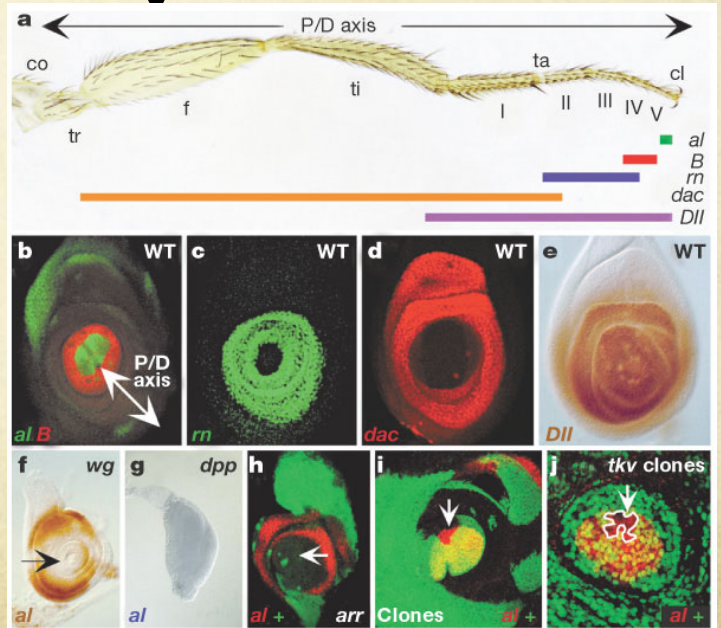 a P/D axis
co ta cl
tr f ti I II III IV V
al
B
rn
dac
Dll
b WT c WT d WT e WT
P/D
axis
al B rn dac Dll
f wg g dpp h i j tkv clones
al al al + arr Clones al + al +